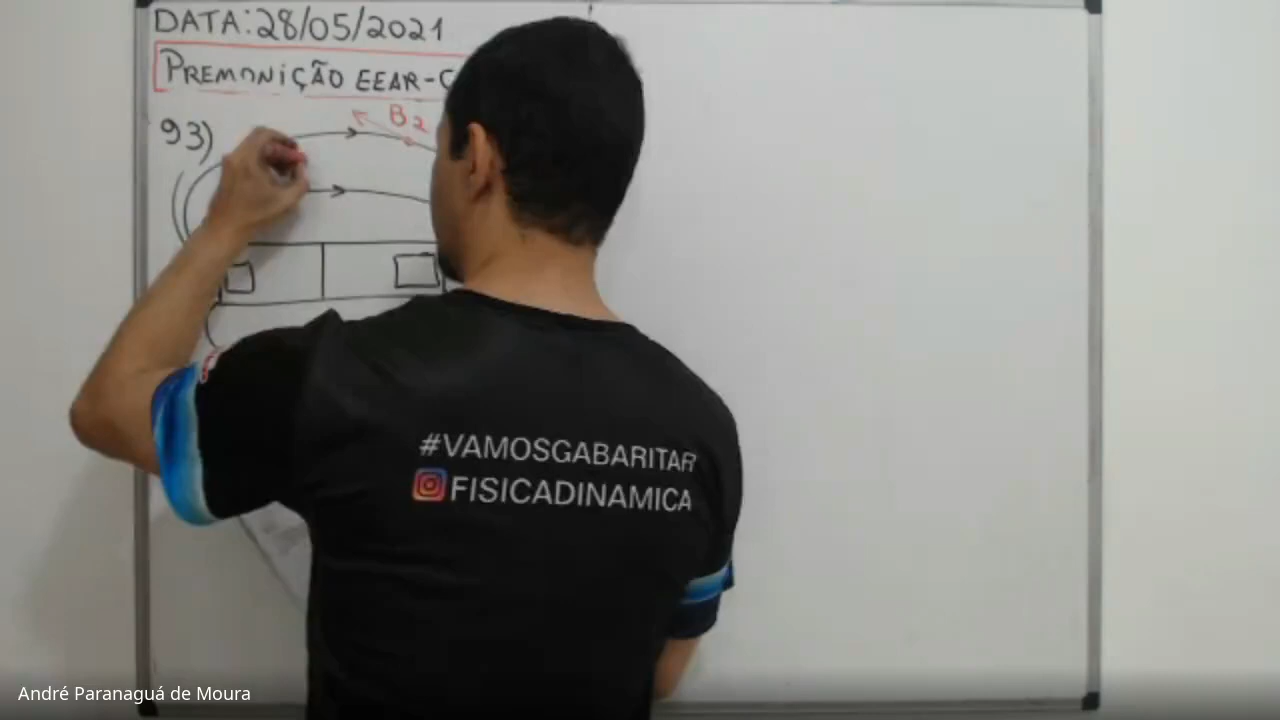 DATA:28/05/2021
PREMONIÇÃO EEAR-
93)
B2
#VAMOSGABARITAR
FISICADINAMICA
André Paranaguá de Moura